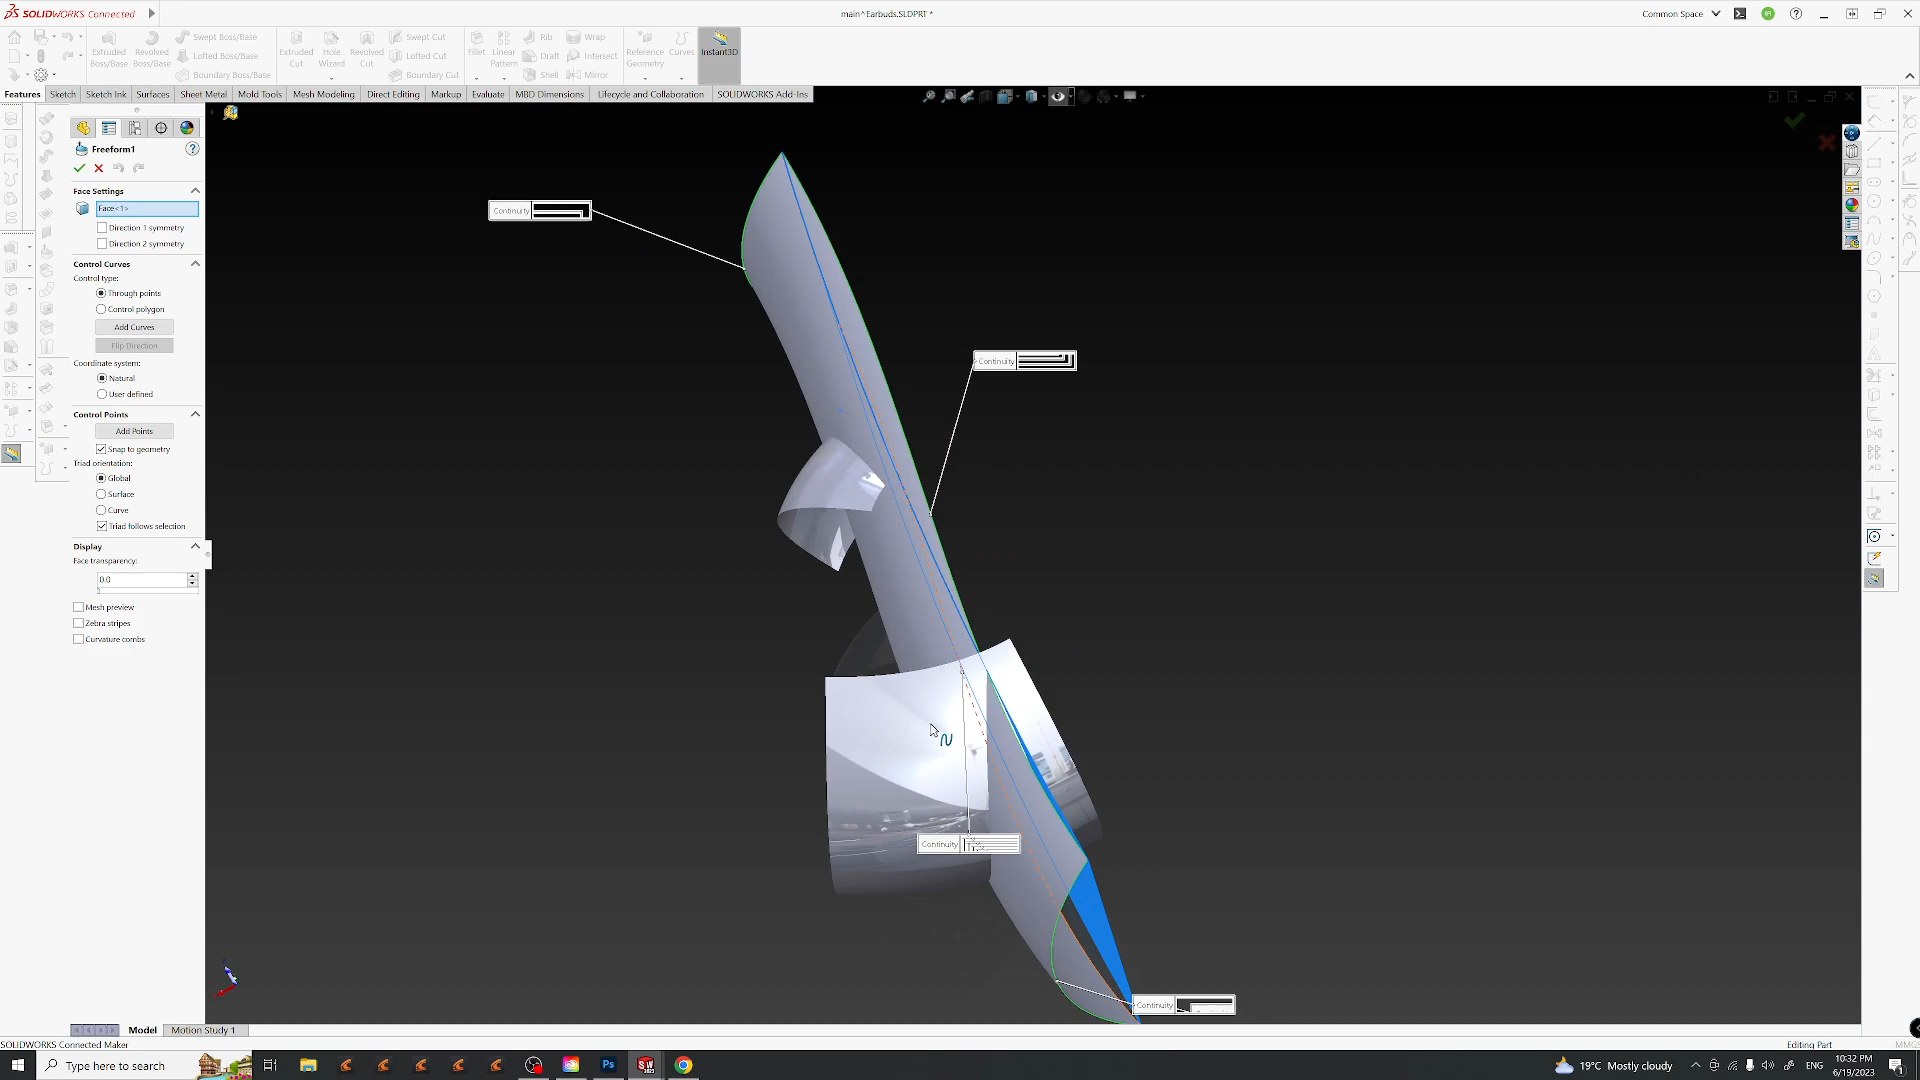 SOLIDWORKS Connected
main^Earbuds.SLDPRT *
Common Space
Extruded Boss/Base
Revolved Boss/Base
Swept Boss/Base
Lofted Boss/Base
Boundary Boss/Base
Extruded Cut
Hole Wizard
Revolved Cut
Swept Cut
Lofted Cut
Boundary Cut
Fillet
Linear Pattern
Rib
Draft
Shell
Wrap
Intersect
Mirror
Reference Geometry
Curves
Instant3D
Features
Sketch
Sketch Ink
Surfaces
Sheet Metal
Mold Tools
Mesh Modeling
Direct Editing
Markup
Evaluate
MBD Dimensions
Lifecycle and Collaboration
SOLIDWORKS Add-Ins
Freeform1
Face Settings
Face<1>
Direction 1 symmetry
Direction 2 symmetry
Control Curves
Control type:
Through points
Control polygon
Add Curves
Flip Direction
Coordinate system:
Natural
User defined
Control Points
Add Points
Snap to geometry
Triad orientation:
Global
Surface
Curve
Triad follows selection
Display
Face transparency:
0.0
Mesh preview
Zebra stripes
Curvature combs
Continuity
Continuity
Continuity
Continuity
Model
Motion Study 1
SOLIDWORKS Connected Maker
Editing Part
MMGS
Type here to search
Ps
SW
19°C Mostly cloudy
ENG
10:32 PM
6/19/2023